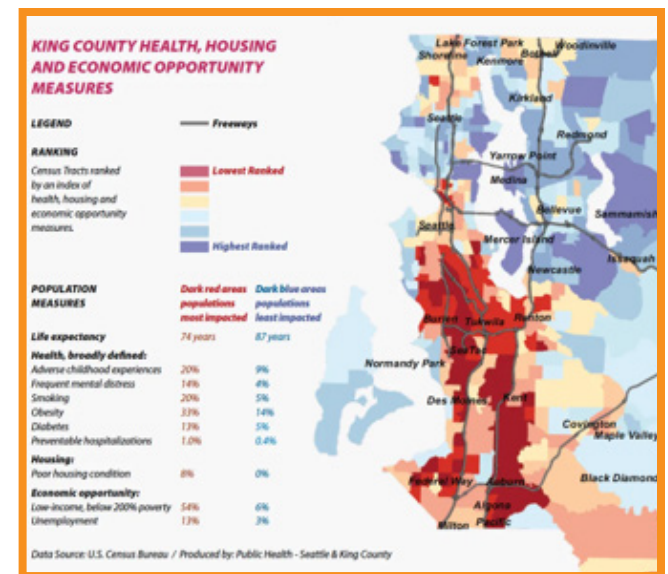 KING COUNTY HEALTH, HOUSING
AND ECONOMIC OPPORTUNITY
MEASURES
LEGEND
Freeways
RANKING
Census Tracts ranked
by an index of
health, housing and
economic opportunity
measures.
Lowest Ranked
Highest Ranked
POPULATION
MEASURES
Dark red areas
populations
most impacted
Dark blue areas
populations
least impacted
Life expectancy 74 years 87 years
Health, broadly defined:
Adverse childhood experiences 20% 9%
Frequent mental distress 14% 4%
Smoking 20% 5%
Obesity 33% 14%
Diabetes 13% 5%
Preventable hospitalizations 1.0% 0.4%
Housing:
Poor housing condition 8% 0%
Economic opportunity:
Low-income, below 200% poverty 54% 6%
Unemployment 13% 3%
Data Source: U.S. Census Bureau / Produced by: Public Health - Seattle & King County
Lake Forest Park
Shoreline
Kenmore
Bothell
Woodinville
Kirkland
Seattle
Redmond
Yarrow Point
Medina
Bellevue
Sammamish
Seattle
Mercer Island
Issaquah
Newcastle
Burien
Tukwila
Renton
SeaTac
Normandy Park
Des Moines
Kent
Covington
Maple Valley
Federal Way
Auburn
Black Diamond
Algona
Milton
Pacific